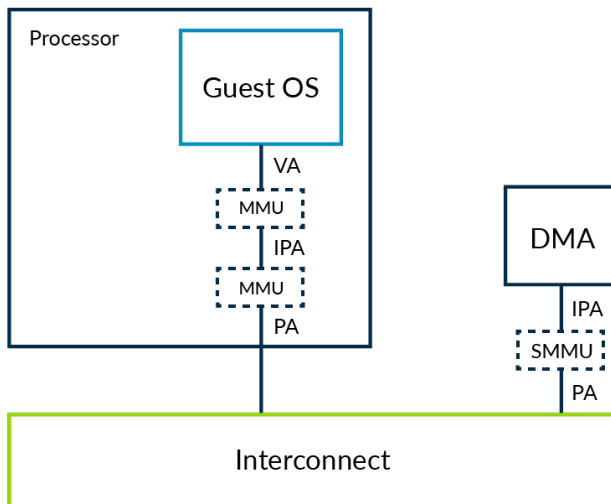 Processor
Guest OS
VA
MMU
IPA
MMU
PA
DMA
IPA
SMMU
PA
Interconnect